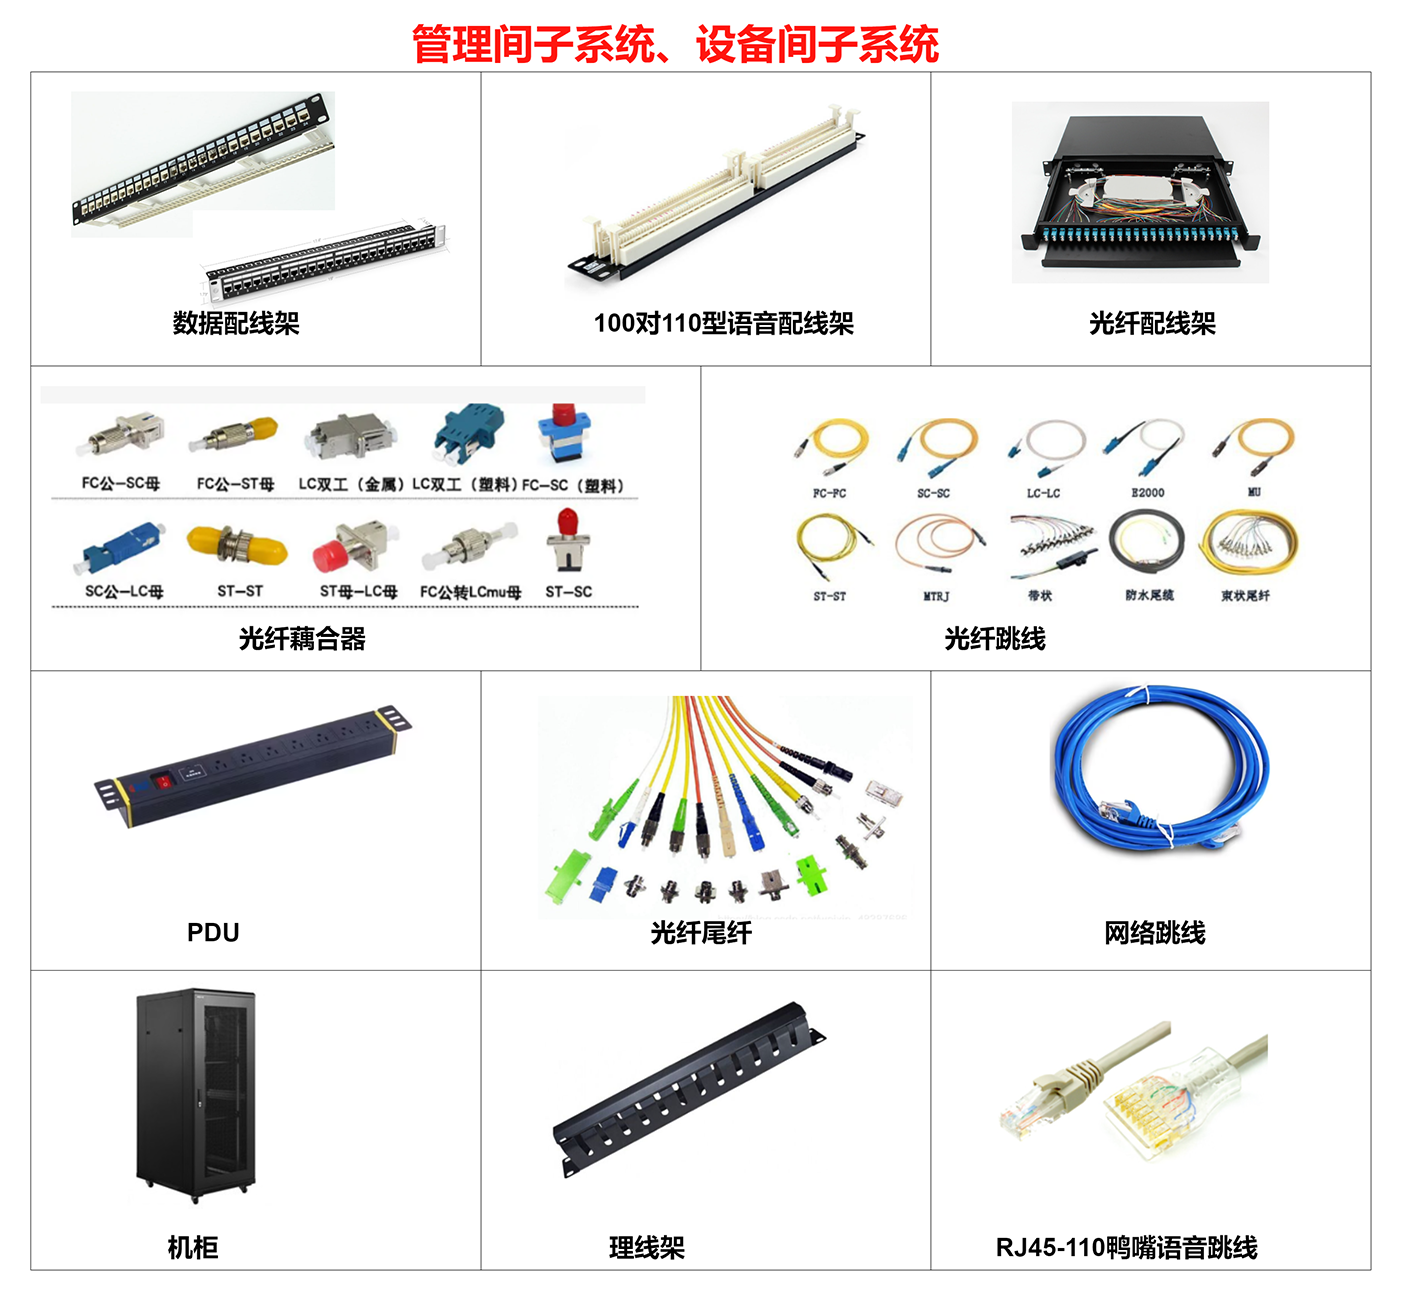 管理间子系统、设备间子系统
数据配线架
100对110型语音配线架
光纤配线架
FC公—SC母
FC公—ST母
LC双工（金属）
LC双工（塑料）
FC—SC（塑料）
SC公—LC母
ST—ST
ST母—LC母
FC公转LCmu母
ST—SC
光纤藕合器
FC-FC
SC-SC
LC-LC
E2000
MU
ST-ST
MTRJ
带状
防水尾缆
束状尾纤
光纤跳线
PDU
光纤尾纤
网络跳线
机柜
理线架
RJ45-110鸭嘴语音跳线